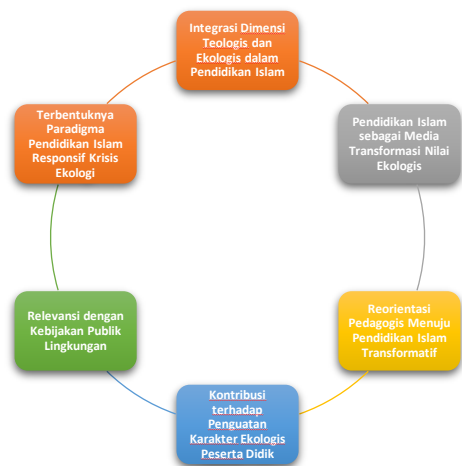 Integrasi Dimensi
Teologis dan
Ekologis dalam
Pendidikan Islam
Pendidikan Islam
sebagai Media
Transformasi Nilai
Ekologis
Reorientasi
Pedagogis Menuju
Pendidikan Islam
Transformatif
Kontribusi
terhadap
Penguatan
Karakter Ekologis
Peserta Didik
Relevansi dengan
Kebijakan Publik
Lingkungan
Terbentuknya
Paradigma
Pendidikan Islam
Responsif Krisis
Ekologi